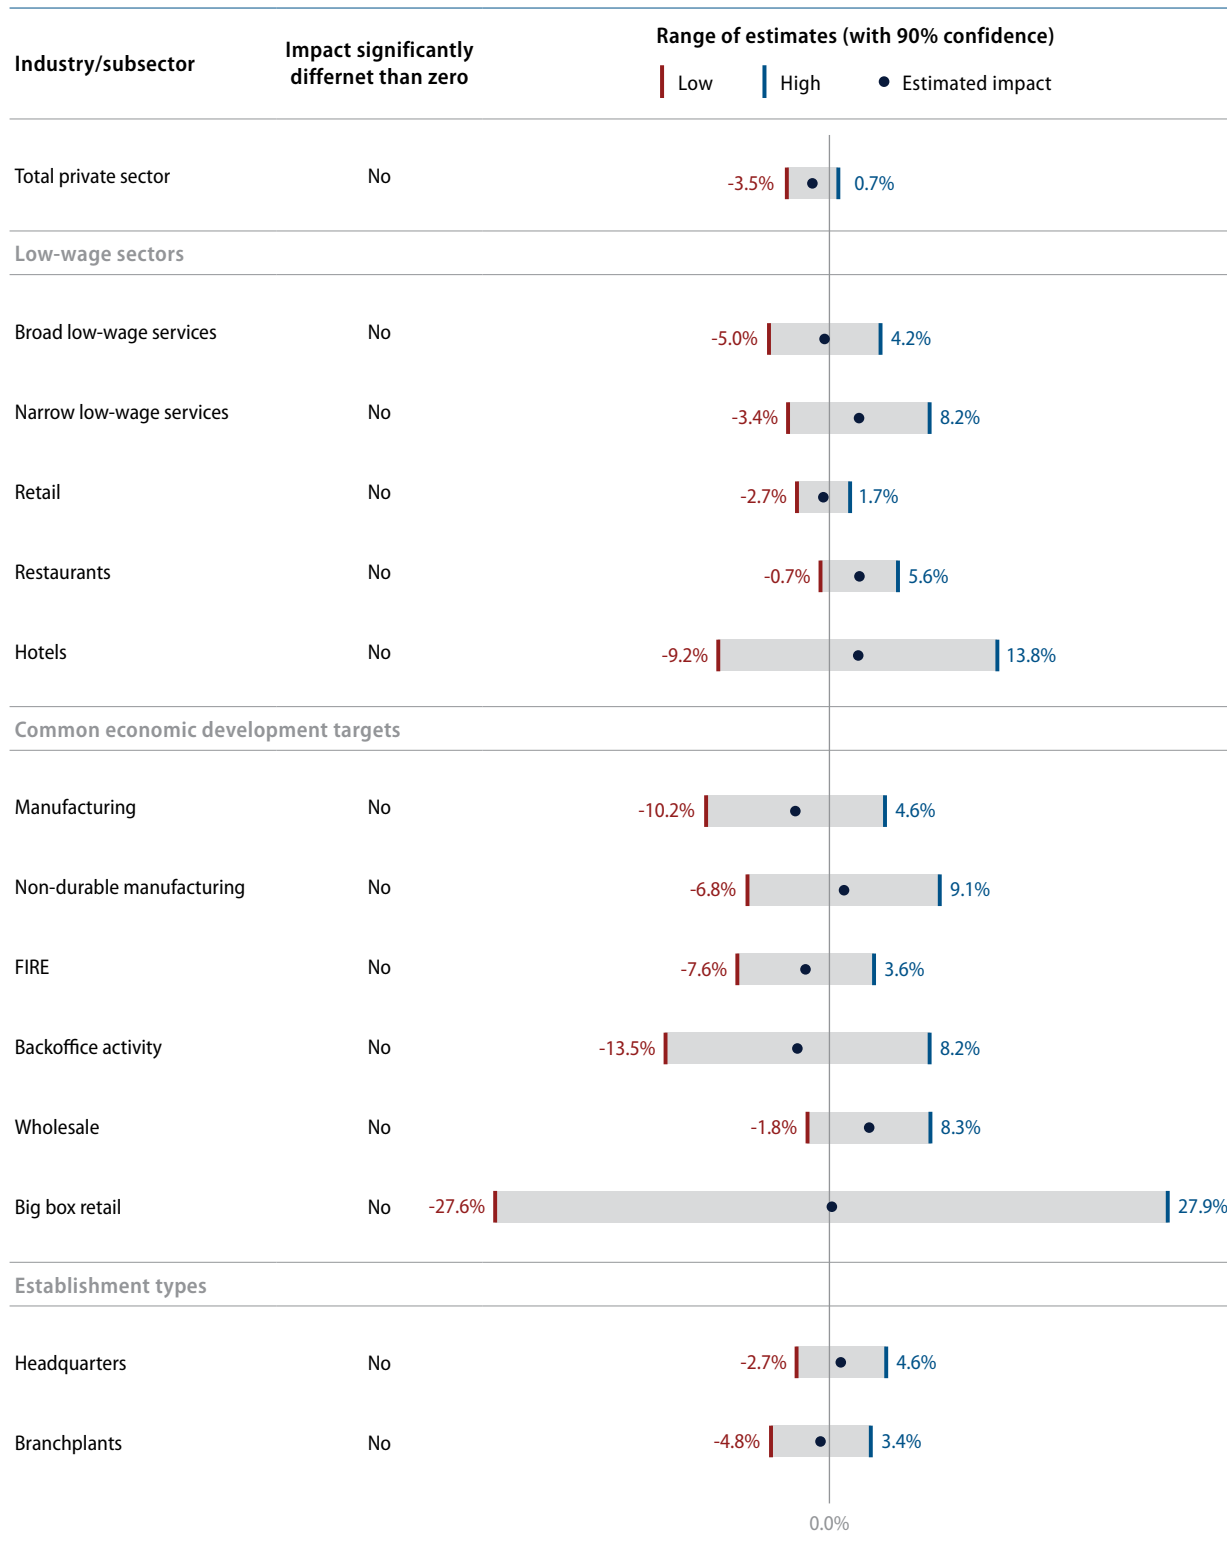 Industry/subsector
Impact significantly
differnet than zero
Range of estimates (with 90% confidence)
Low High Estimated impact
Total private sector No -3.5% 0.7%
Low-wage sectors
Broad low-wage services No -5.0% 4.2%
Narrow low-wage services No -3.4% 8.2%
Retail No -2.7% 1.7%
Restaurants No -0.7% 5.6%
Hotels No -9.2% 13.8%
Common economic development targets
Manufacturing No -10.2% 4.6%
Non-durable manufacturing No -6.8% 9.1%
FIRE No -7.6% 3.6%
Backoffice activity No -13.5% 8.2%
Wholesale No -1.8% 8.3%
Big box retail No -27.6% 27.9%
Establishment types
Headquarters No -2.7% 4.6%
Branchplants No -4.8% 3.4%
0.0%